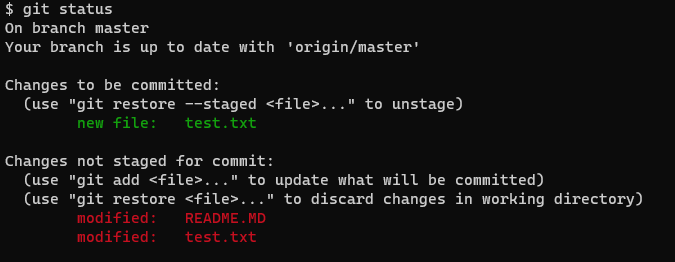 $ git status
On branch master
Your branch is up to date with 'origin/master'

Changes to be committed:
  (use "git restore --staged <file>..." to unstage)
        new file:   test.txt

Changes not staged for commit:
  (use "git add <file>..." to update what will be committed)
  (use "git restore <file>..." to discard changes in working directory)
        modified:   README.MD
        modified:   test.txt